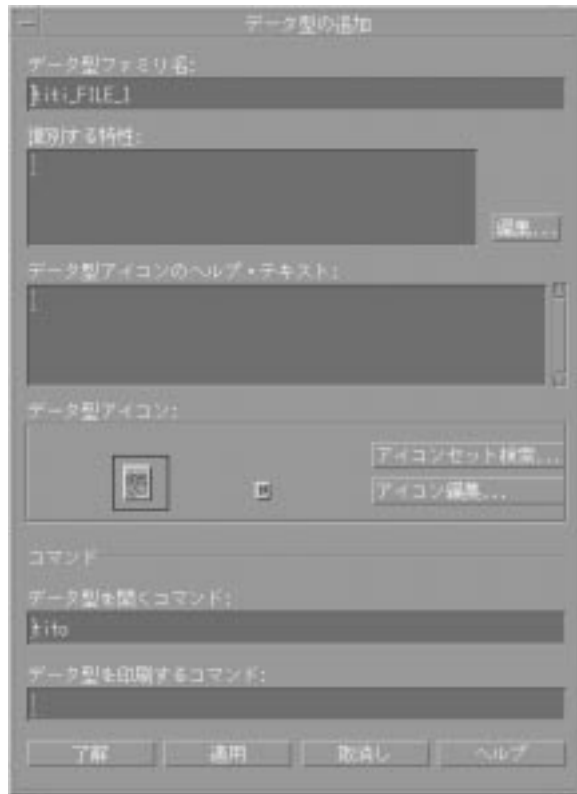 データ型の追加
データ型ファミリ名:
識別する特性:
編集...
データ型アイコンのヘルプ・テキスト:
データ型アイコン:
アイコンセット検索...
アイコン編集...
コマンド
データ型を開くコマンド:
データ型を印刷するコマンド:
了解
適用
取消し
ヘルプ